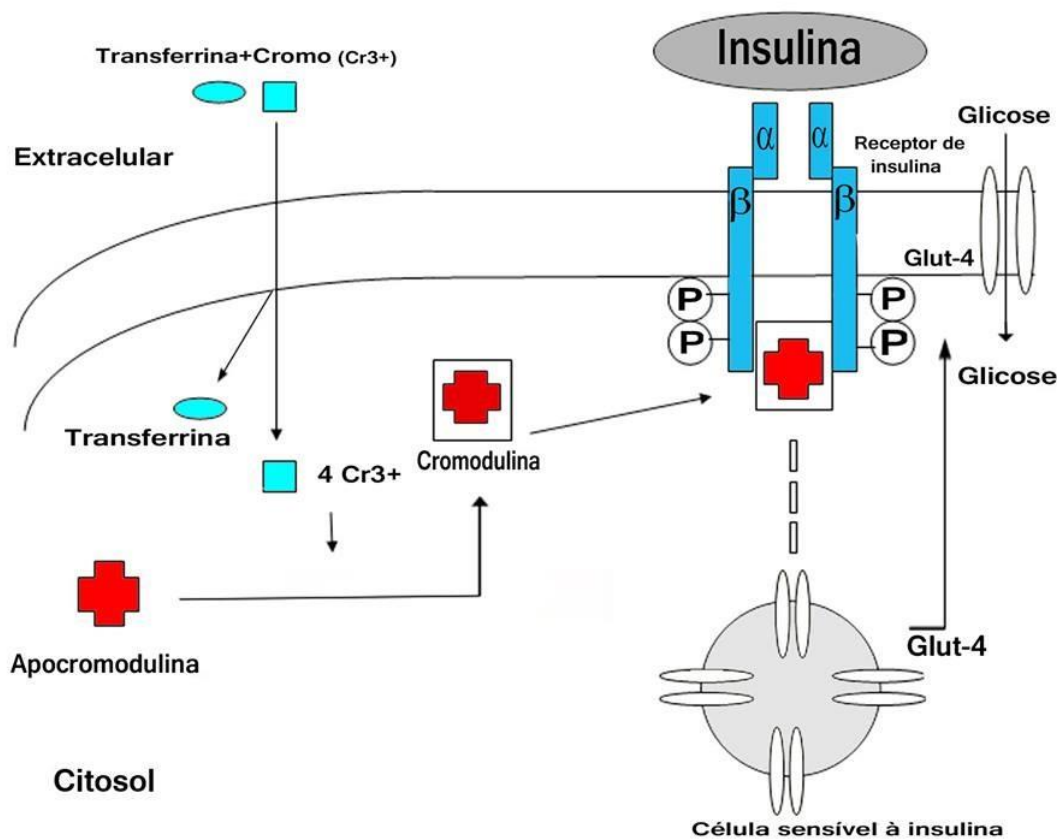 Transferrina+Cromo (Cr3+)
Insulina
Extracelular
α
α
Receptor de
insulina
Glicose
β
β
Glut-4
P
P
P
P
Glicose
Transferrina
Cromodulina
4 Cr3+
Apocromodulina
Glut-4
Citosol
Célula sensível à insulina